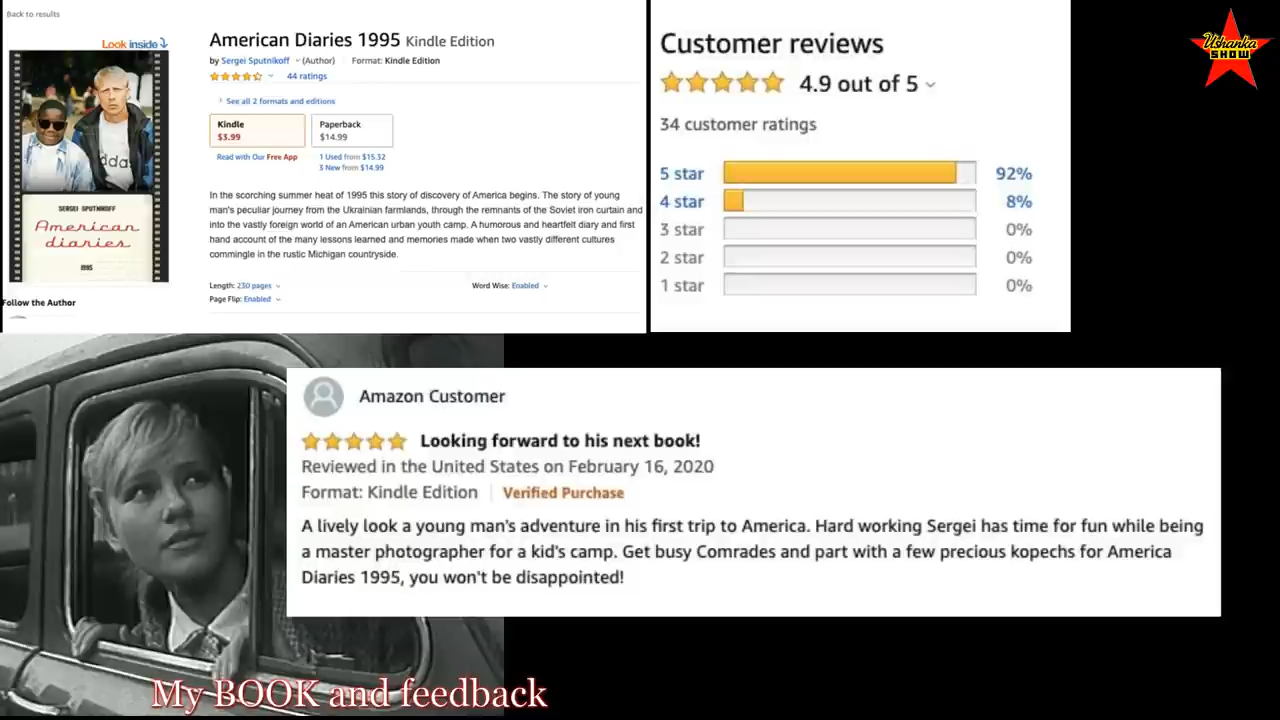 Back to results
Look inside
American Diaries 1995 Kindle Edition
by Sergei Sputnikoff (Author) Format: Kindle Edition
44 ratings
See all 2 formats and editions
Kindle
$3.99
Paperback
$14.99
Read with Our Free App
1 Used from $15.32
3 New from $14.99
In the scorching summer heat of 1995 this story of discovery of America begins. The story of young
man's peculiar journey from the Ukrainian farmlands, through the remnants of the Soviet iron curtain and
into the vastly foreign world of an American urban youth camp. A humorous and heartfelt diary and first
hand account of the many lessons learned and memories made when two vastly different cultures
commingle in the rustic Michigan countryside.
Length: 230 pages
Word Wise: Enabled
Page Flip: Enabled
SERGEI SPUTNIKOFF
American
diaries
1995
Follow the Author
Customer reviews
4.9 out of 5
34 customer ratings
5 star 92%
4 star 8%
3 star 0%
2 star 0%
1 star 0%
Ushanka
SHOW
Amazon Customer
Looking forward to his next book!
Reviewed in the United States on February 16, 2020
Format: Kindle Edition Verified Purchase
A lively look a young man's adventure in his first trip to America. Hard working Sergei has time for fun while being
a master photographer for a kid's camp. Get busy Comrades and part with a few precious kopechs for America
Diaries 1995, you won't be disappointed!
My BOOK and feedback